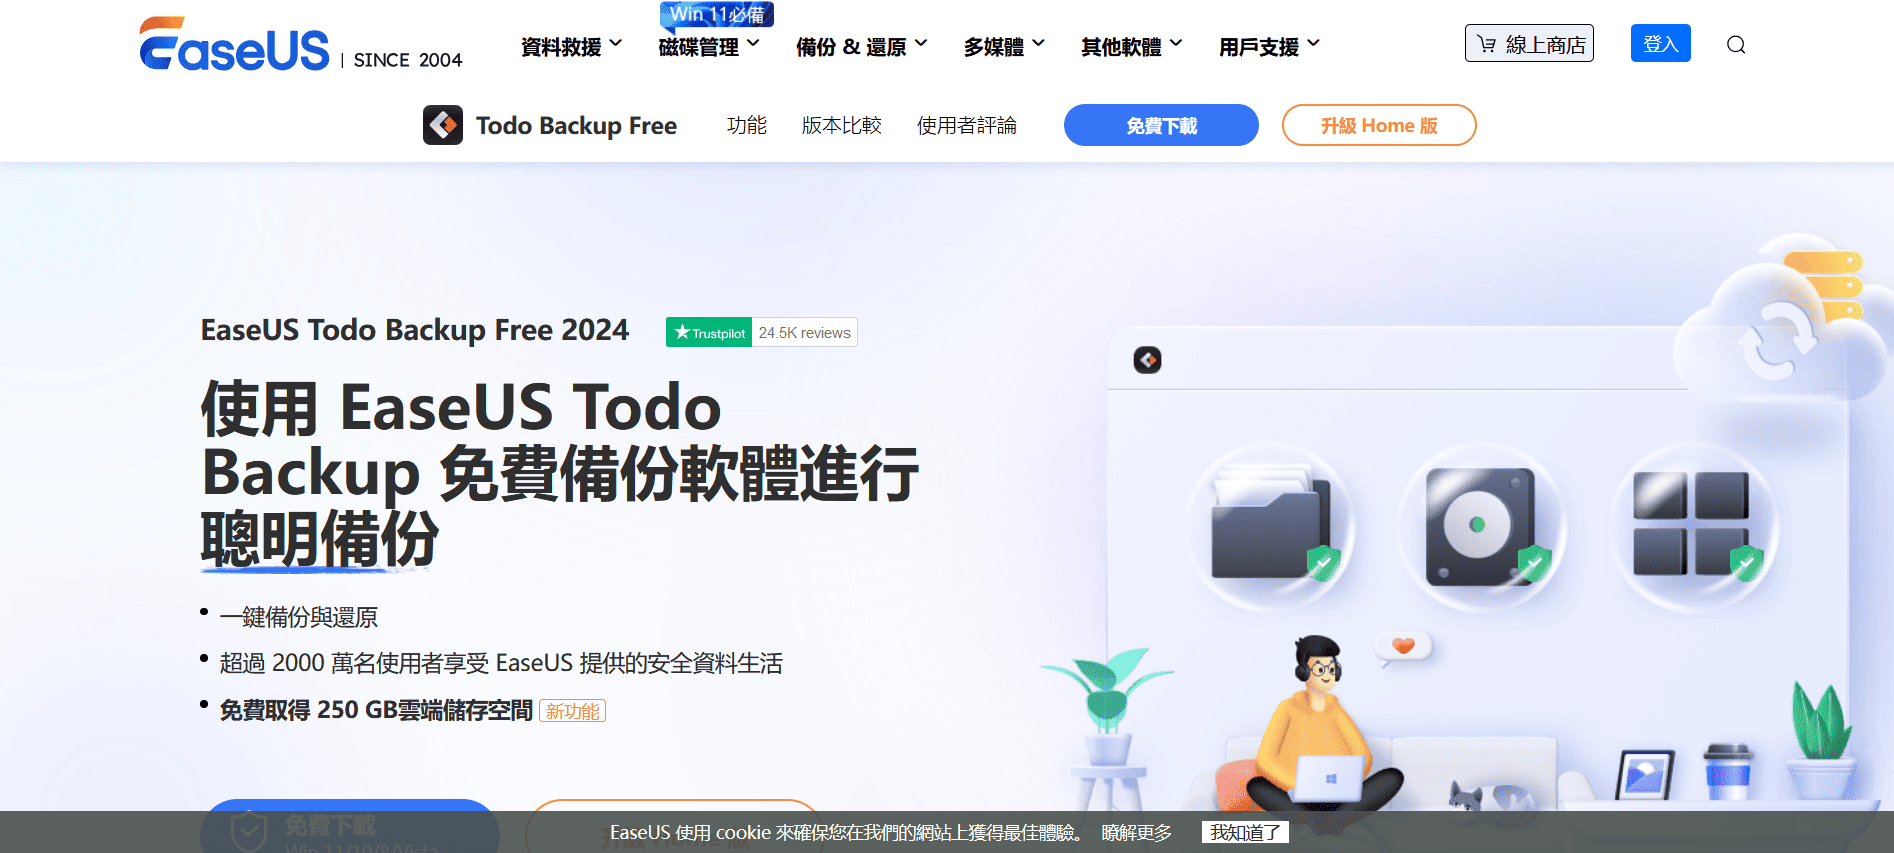 Win 11必備
EaseUS | SINCE 2004
資料救援 磁碟管理 備份 & 還原 多媒體 其他軟體 用戶支援
線上商店
登入
Todo Backup Free
功能 版本比較 使用者評論
免費下載
升級 Home 版
EaseUS Todo Backup Free 2024
Trustpilot 24.5K reviews
使用 EaseUS Todo
Backup 免費備份軟體進行
聰明備份
一鍵備份與還原
超過 2000 萬名使用者享受 EaseUS 提供的安全資料生活
免費取得 250 GB雲端儲存空間 新功能
免費下載
升級 Home 版
Win 11/10/8/Vista
EaseUS 使用 cookie 來確保您在我們的網站上獲得最佳體驗。 瞭解更多 我知道了